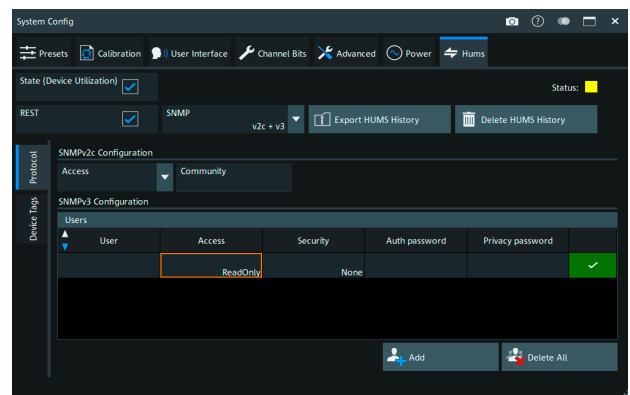 System Config
Presets Calibration User Interface Channel Bits Advanced Power Hums
State (Device Utilization) Status:
REST SNMP v2c + v3 Export HUMS History Delete HUMS History
Protocol
Device Tags
SNMPv2c Configuration
Access Community
SNMPv3 Configuration
Users
User Access Security Auth password Privacy password
ReadOnly None
Add Delete All